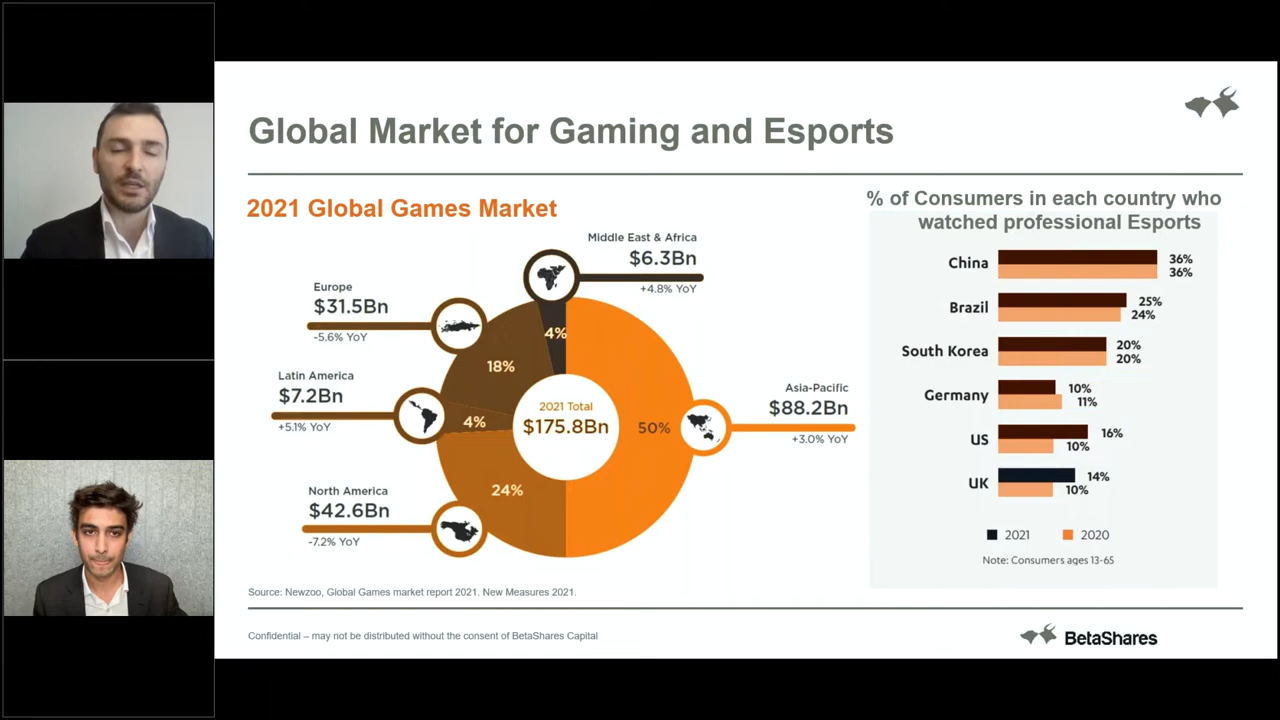 Global Market for Gaming and Esports
2021 Global Games Market
Middle East & Africa
$6.3Bn
+4.8% YoY
Europe
$31.5Bn
-5.6% YoY
Latin America
$7.2Bn
+5.1% YoY
North America
$42.6Bn
-7.2% YoY
Asia-Pacific
$88.2Bn
+3.0% YoY
4%
18%
4%
24%
50%
2021 Total
$175.8Bn
% of Consumers in each country who
watched professional Esports
China
36%
36%
Brazil
25%
24%
South Korea
20%
20%
Germany
10%
11%
US
16%
10%
UK
14%
10%
2021 2020
Note: Consumers ages 13-65
Source: Newzoo, Global Games market report 2021. New Measures 2021.
Confidential – may not be distributed without the consent of BetaShares Capital
BetaShares